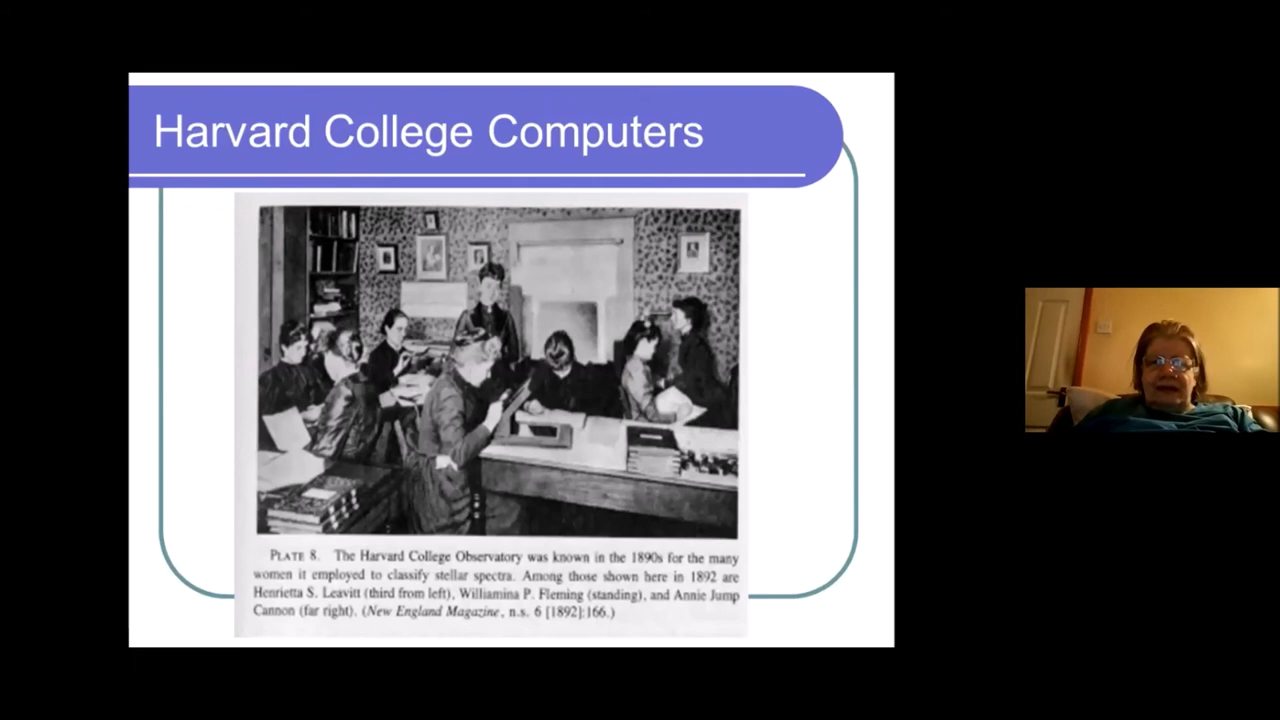 Harvard College Computers
PLATE 8. The Harvard College Observatory was known in the 1890s for the many
women it employed to classify stellar spectra. Among those shown here in 1892 are
Henrietta S. Leavitt (third from left), Williamina P. Fleming (standing), and Annie Jump
Cannon (far right). (New England Magazine, n.s. 6 [1892]:166.)